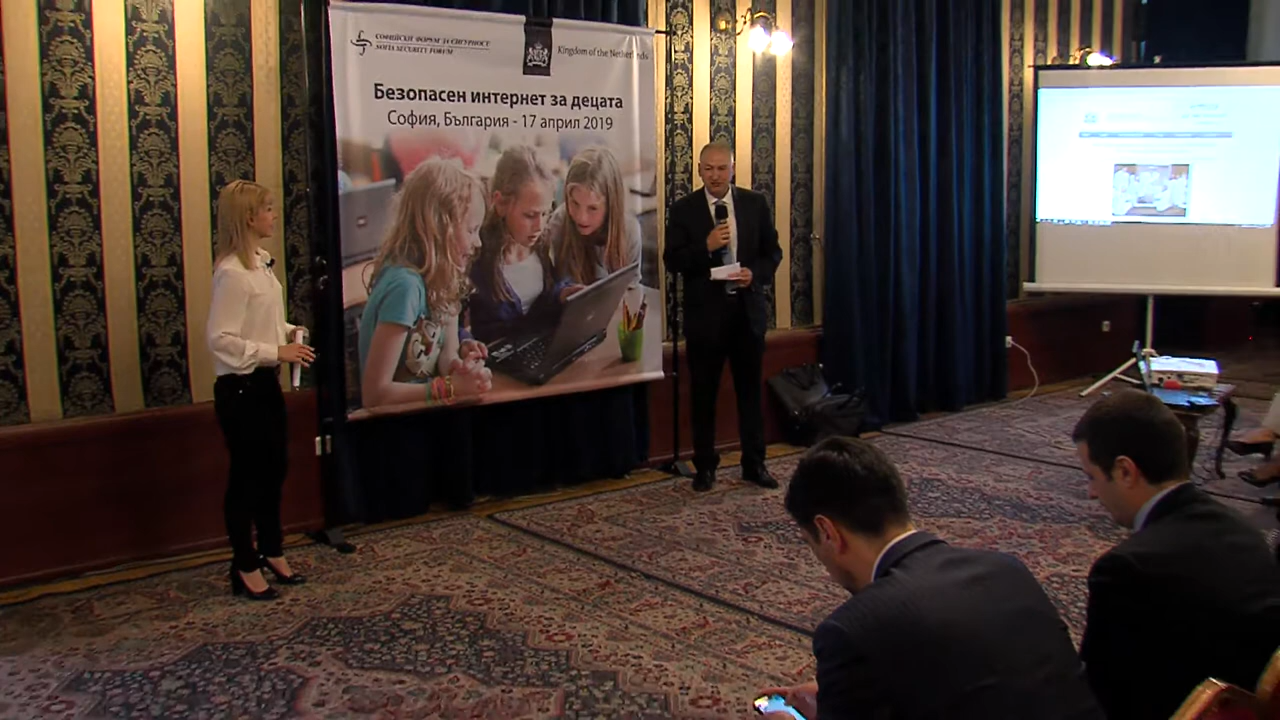 СОФИЙСКИ ФОРУМ ЗА СИГУРНОСТ
SOFIA SECURITY FORUM
Kingdom of the Netherlands
Безопасен интернет за децата
София, България - 17 април 2019